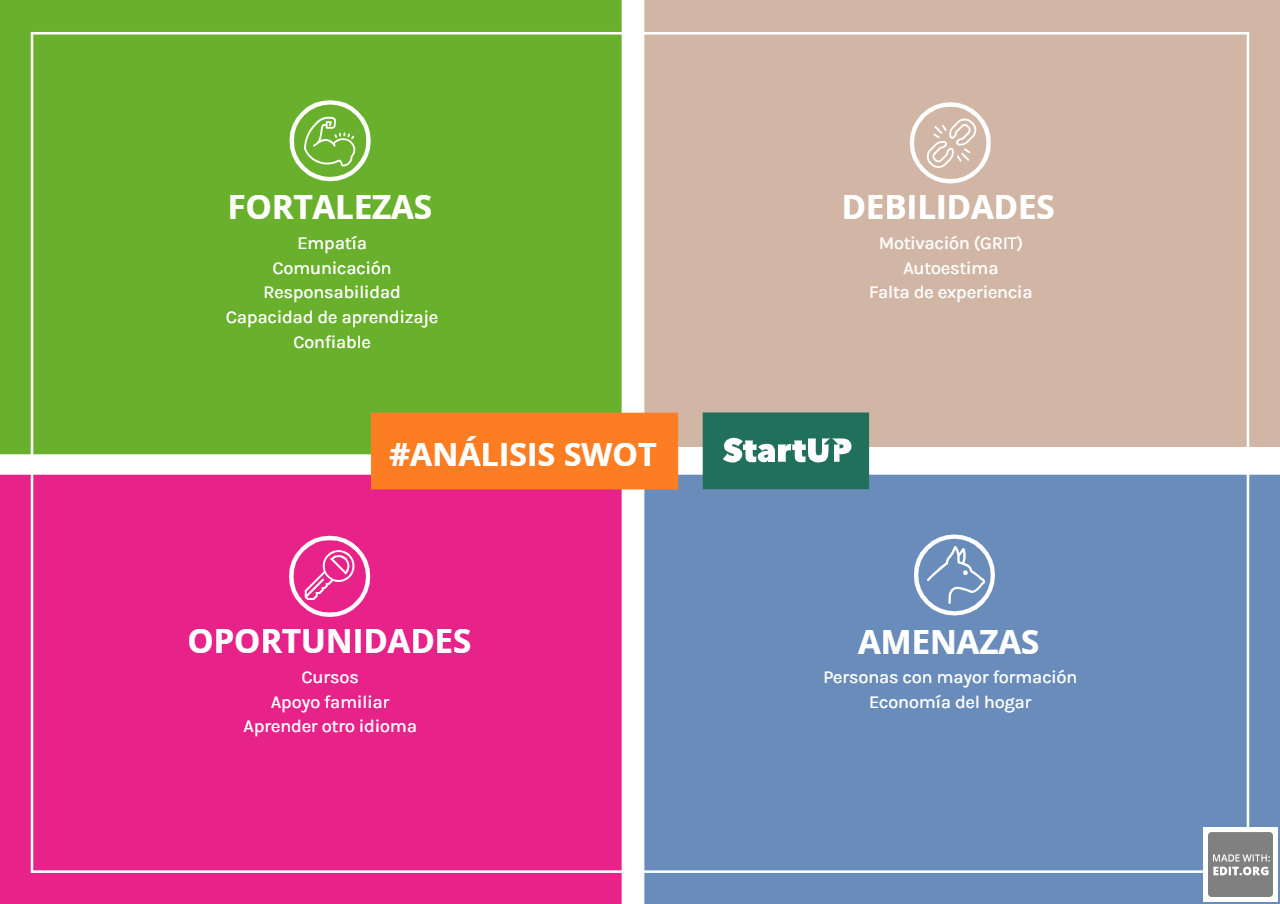 FORTALEZAS
Empatía
Comunicación
Responsabilidad
Capacidad de aprendizaje
Confiable
DEBILIDADES
Motivación (GRIT)
Autoestima
Falta de experiencia
#ANÁLISIS SWOT
StartUP
OPORTUNIDADES
Cursos
Apoyo familiar
Aprender otro idioma
AMENAZAS
Personas con mayor formación
Economía del hogar
MADE WITH:
EDIT.ORG